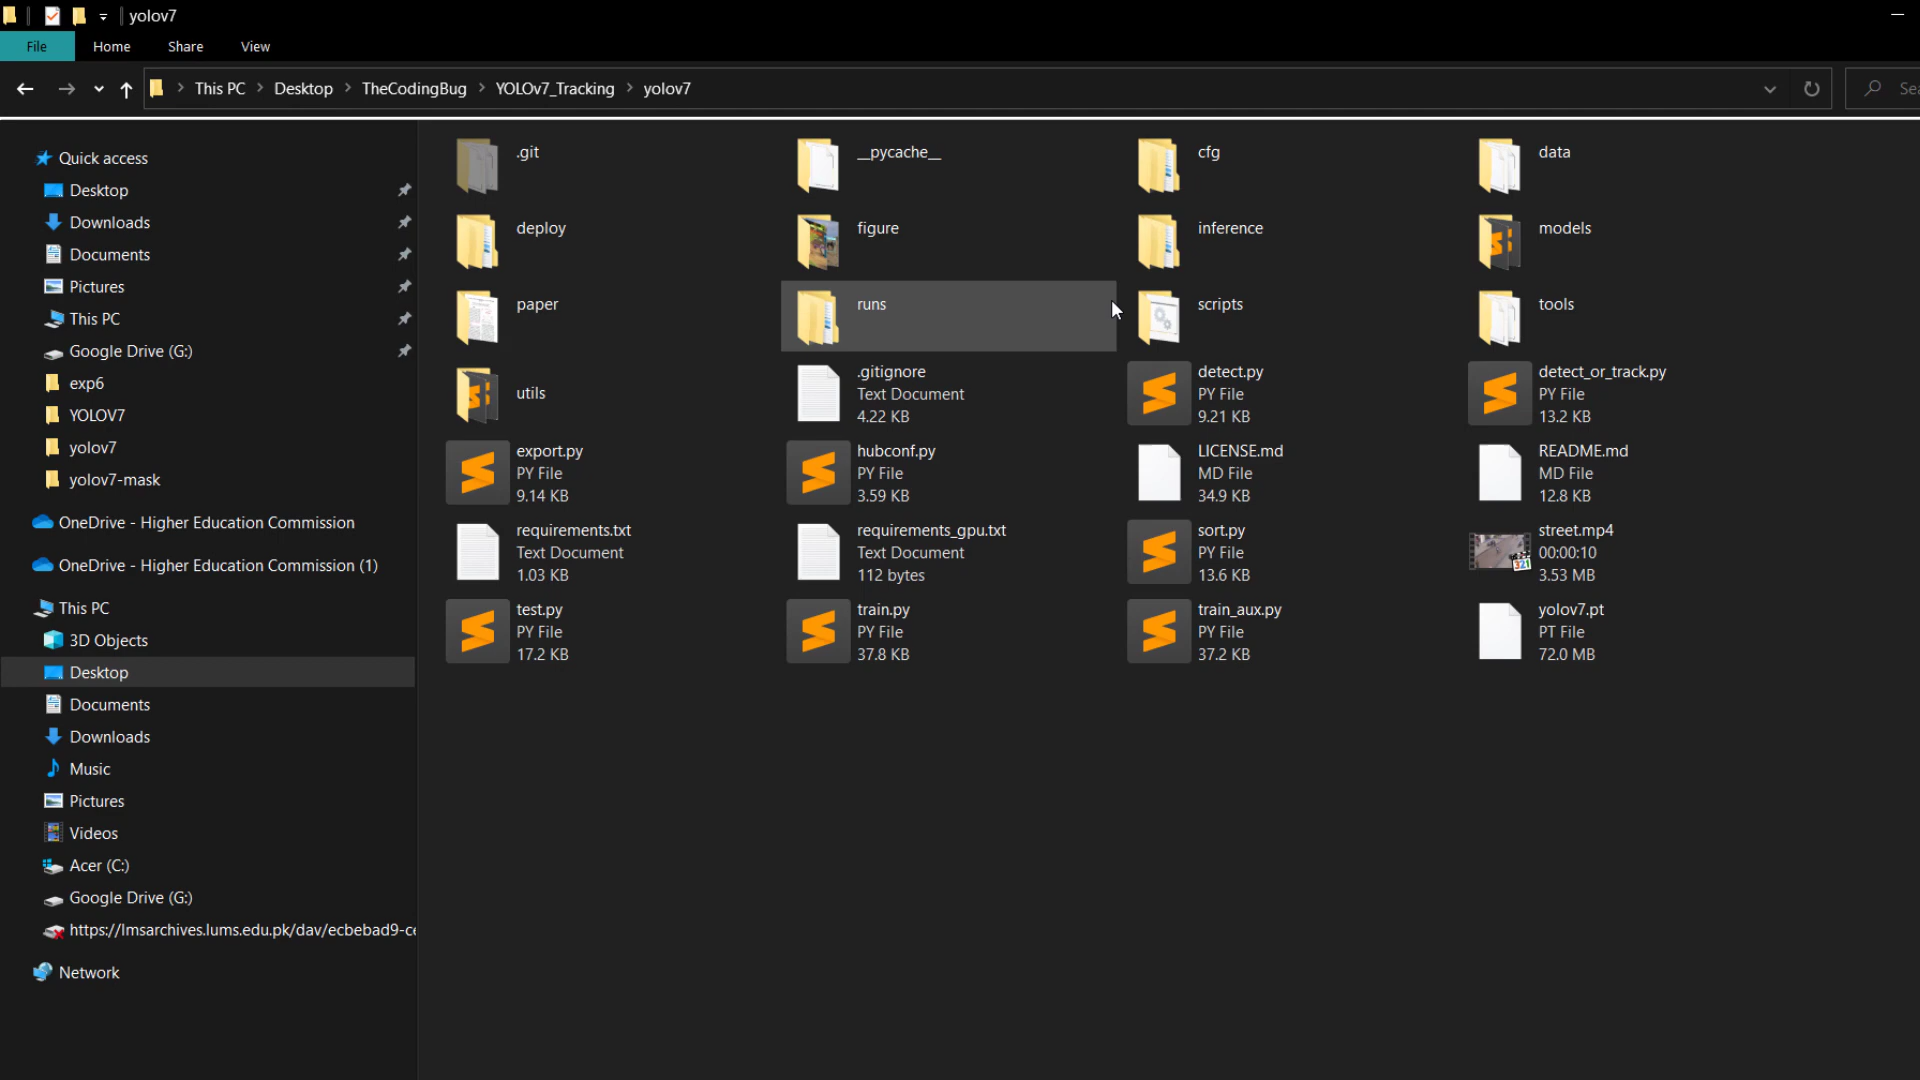 yolov7
File Home Share View
This PC > Desktop > TheCodingBug > YOLOv7_Tracking > yolov7
Quick access
Desktop
Downloads
Documents
Pictures
This PC
Google Drive (G:)
exp6
YOLOV7
yolov7
yolov7-mask
OneDrive - Higher Education Commission
OneDrive - Higher Education Commission (1)
This PC
3D Objects
Desktop
Documents
Downloads
Music
Pictures
Videos
Acer (C:)
Google Drive (G:)
https://lmsarchives.lums.edu.pk/dav/ecbebad9-ce
Network
.git
__pycache__
cfg
data
deploy
figure
inference
models
paper
runs
scripts
tools
utils
.gitignore
Text Document
4.22 KB
detect.py
PY File
9.21 KB
detect_or_track.py
PY File
13.2 KB
export.py
PY File
9.14 KB
hubconf.py
PY File
3.59 KB
LICENSE.md
MD File
34.9 KB
README.md
MD File
12.8 KB
requirements.txt
Text Document
1.03 KB
requirements_gpu.txt
Text Document
112 bytes
sort.py
PY File
13.6 KB
street.mp4
00:00:10
3.53 MB
321
test.py
PY File
17.2 KB
train.py
PY File
37.8 KB
train_aux.py
PY File
37.2 KB
yolov7.pt
PT File
72.0 MB